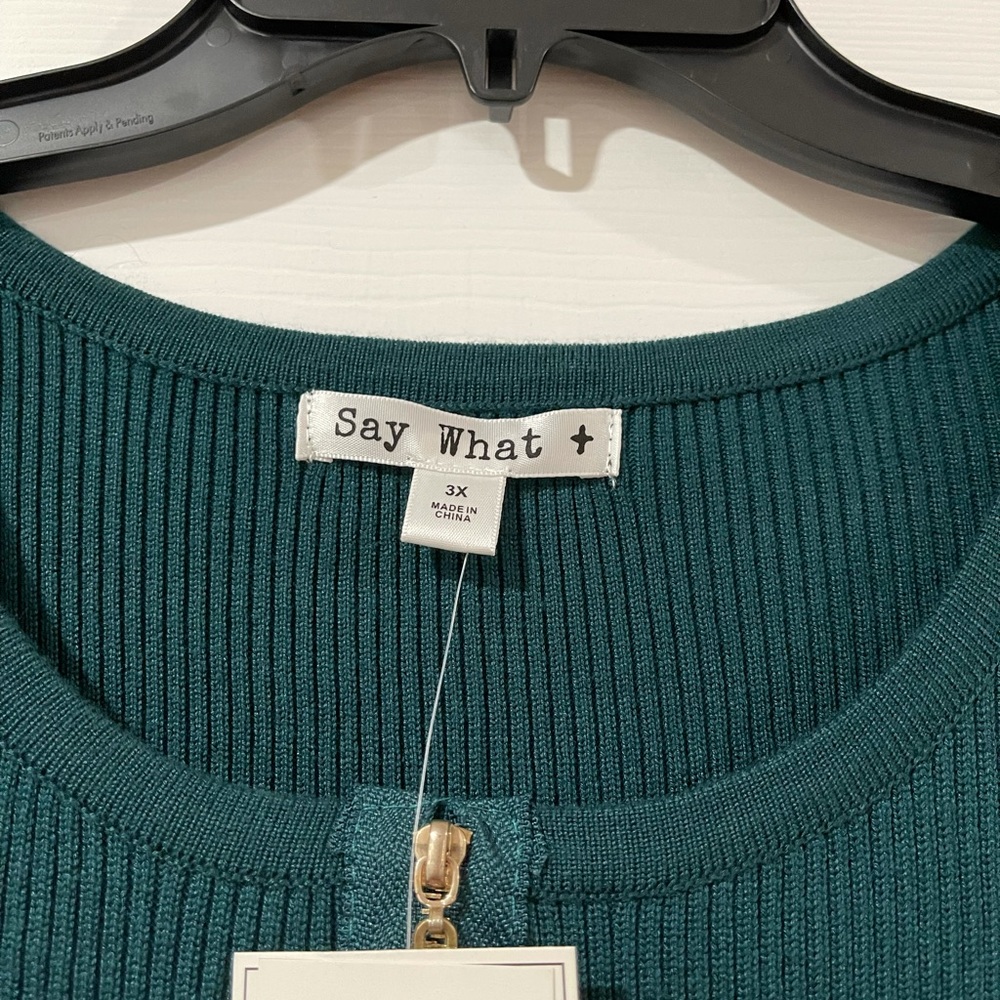 Patents Apply & Pending
Say What +
3X
MADE IN
CHINA